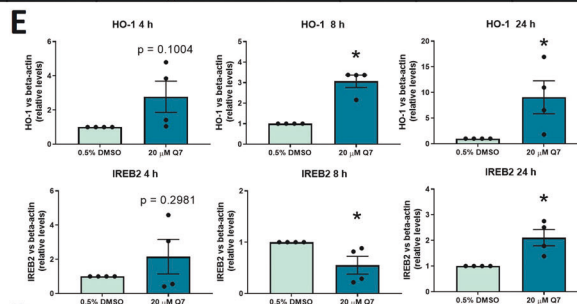 E
HO-1 4 h
HO-1 vs beta-actin
(relative levels)
6
4
2
0
p = 0.1004
0.5% DMSO
20 µM Q7
HO-1 8 h
HO-1 vs beta-actin
(relative levels)
5
4
3
2
1
0
*
0.5% DMSO
20 µM Q7
HO-1 24 h
HO-1 vs beta-actin
(relative levels)
20
15
10
5
0
*
0.5% DMSO
20 µM Q7
IREB2 4 h
IREB2 vs beta-actin
(relative levels)
6
4
2
0
p = 0.2981
0.5% DMSO
20 µM Q7
IREB2 8 h
IREB2 vs beta-actin
(relative levels)
2
1
0
*
0.5% DMSO
20 µM Q7
IREB2 24 h
IREB2 vs beta-actin
(relative levels)
4
3
2
1
0
*
0.5% DMSO
20 µM Q7